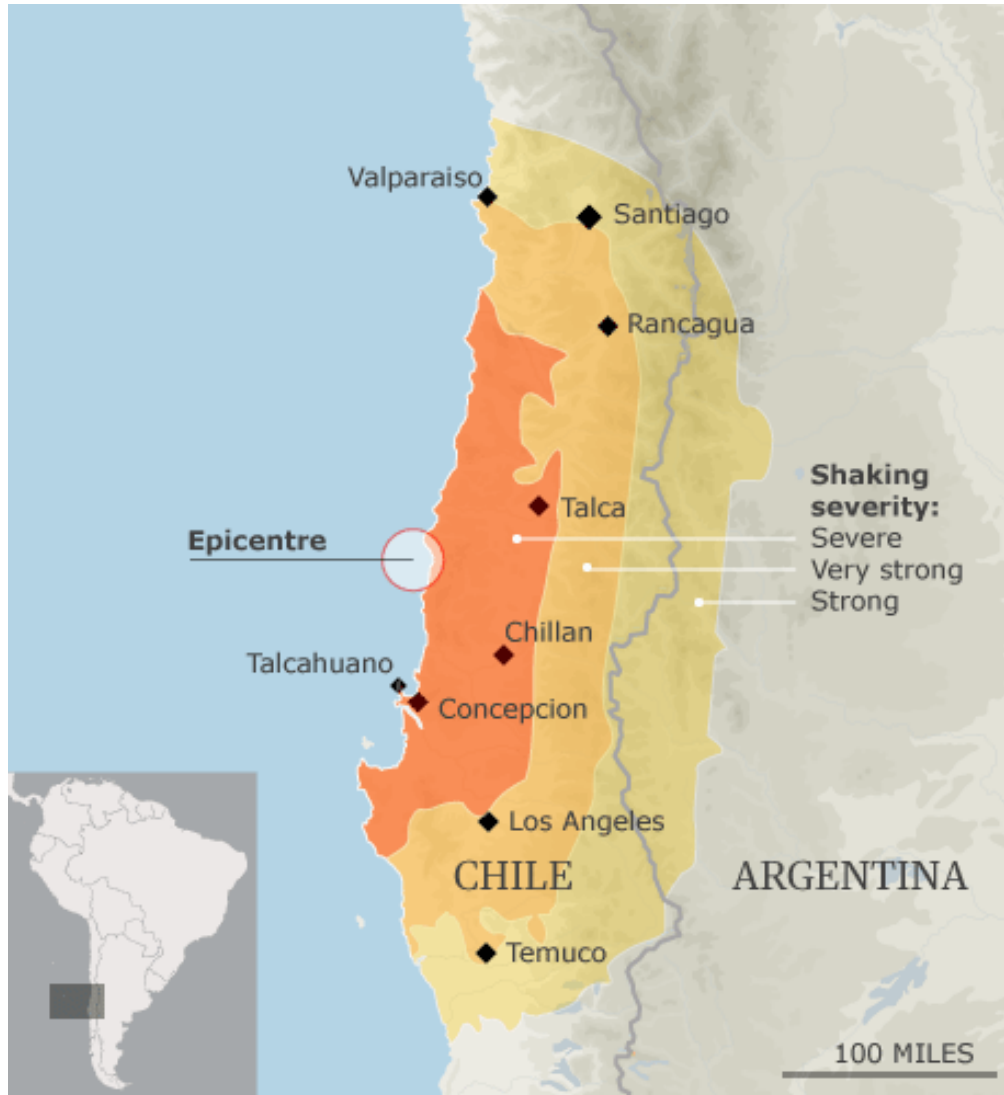 Valparaiso
Santiago
Rancagua
Talca
Shaking
severity:
Severe
Very strong
Strong
Epicentre
Chillan
Talcahuano
Concepcion
Los Angeles
CHILE
ARGENTINA
Temuco
100 MILES